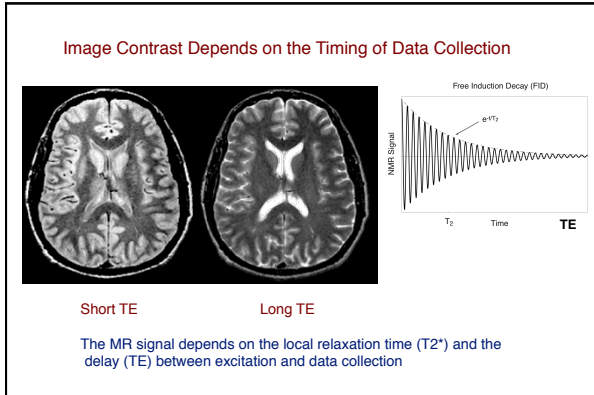 Image Contrast Depends on the Timing of Data Collection
Free Induction Decay (FID)
e-t/T2
NMR Signal
T2 Time TE
Short TE Long TE
The MR signal depends on the local relaxation time (T2*) and the
delay (TE) between excitation and data collection